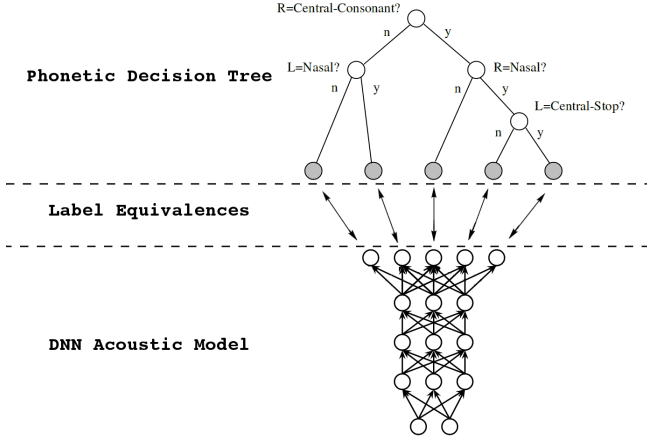 R=Central-Consonant?
n
y
L=Nasal?
R=Nasal?
Phonetic Decision Tree
n
y
n
y
L=Central-Stop?
n
y
Label Equivalences
DNN Acoustic Model